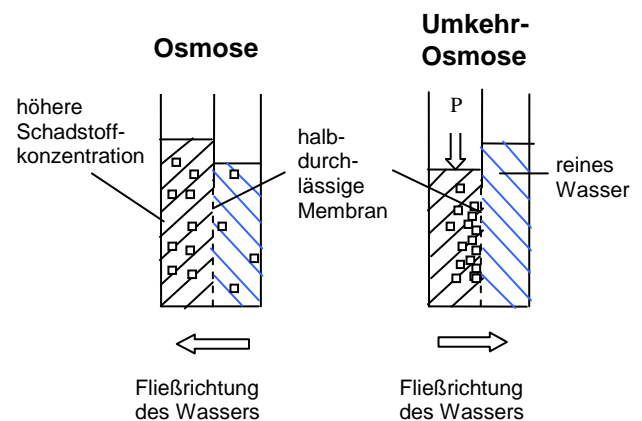 Osmose
Umkehr-
Osmose
höhere
Schadstoff-
konzentration
halb-
durch-
lässige
Membran
P
reines
Wasser
Fließrichtung
des Wassers
Fließrichtung
des Wassers